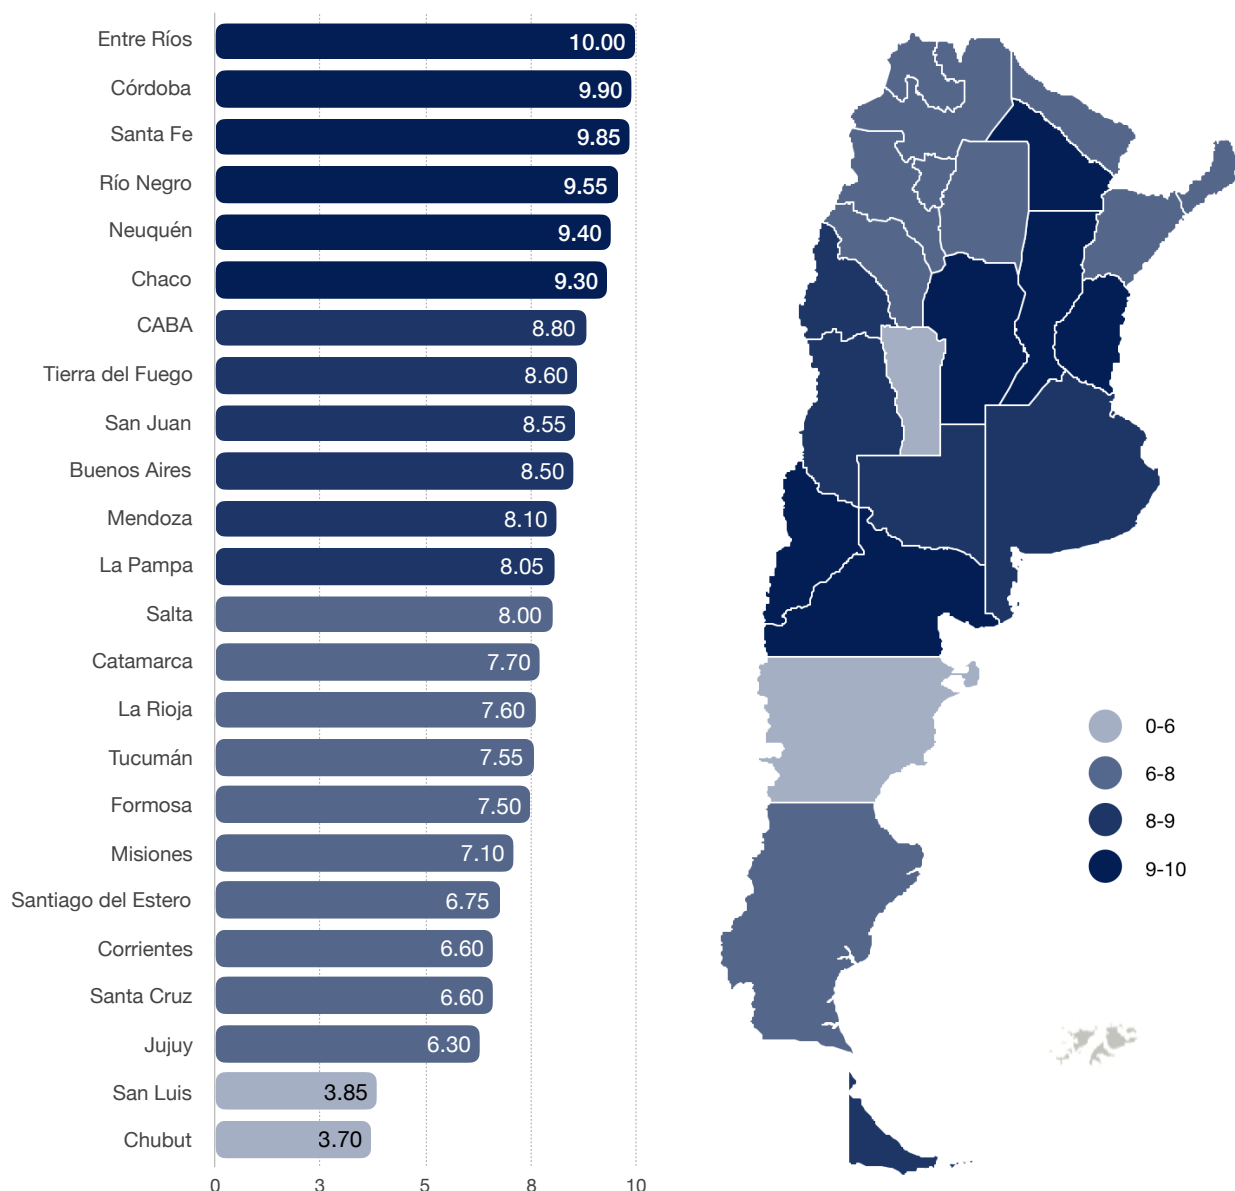 Entre Ríos 10.00
Córdoba 9.90
Santa Fe 9.85
Río Negro 9.55
Neuquén 9.40
Chaco 9.30
CABA 8.80
Tierra del Fuego 8.60
San Juan 8.55
Buenos Aires 8.50
Mendoza 8.10
La Pampa 8.05
Salta 8.00
Catamarca 7.70
La Rioja 7.60
Tucumán 7.55
Formosa 7.50
Misiones 7.10
Santiago del Estero 6.75
Corrientes 6.60
Santa Cruz 6.60
Jujuy 6.30
San Luis 3.85
Chubut 3.70
0 3 5 8 10
0-6
6-8
8-9
9-10